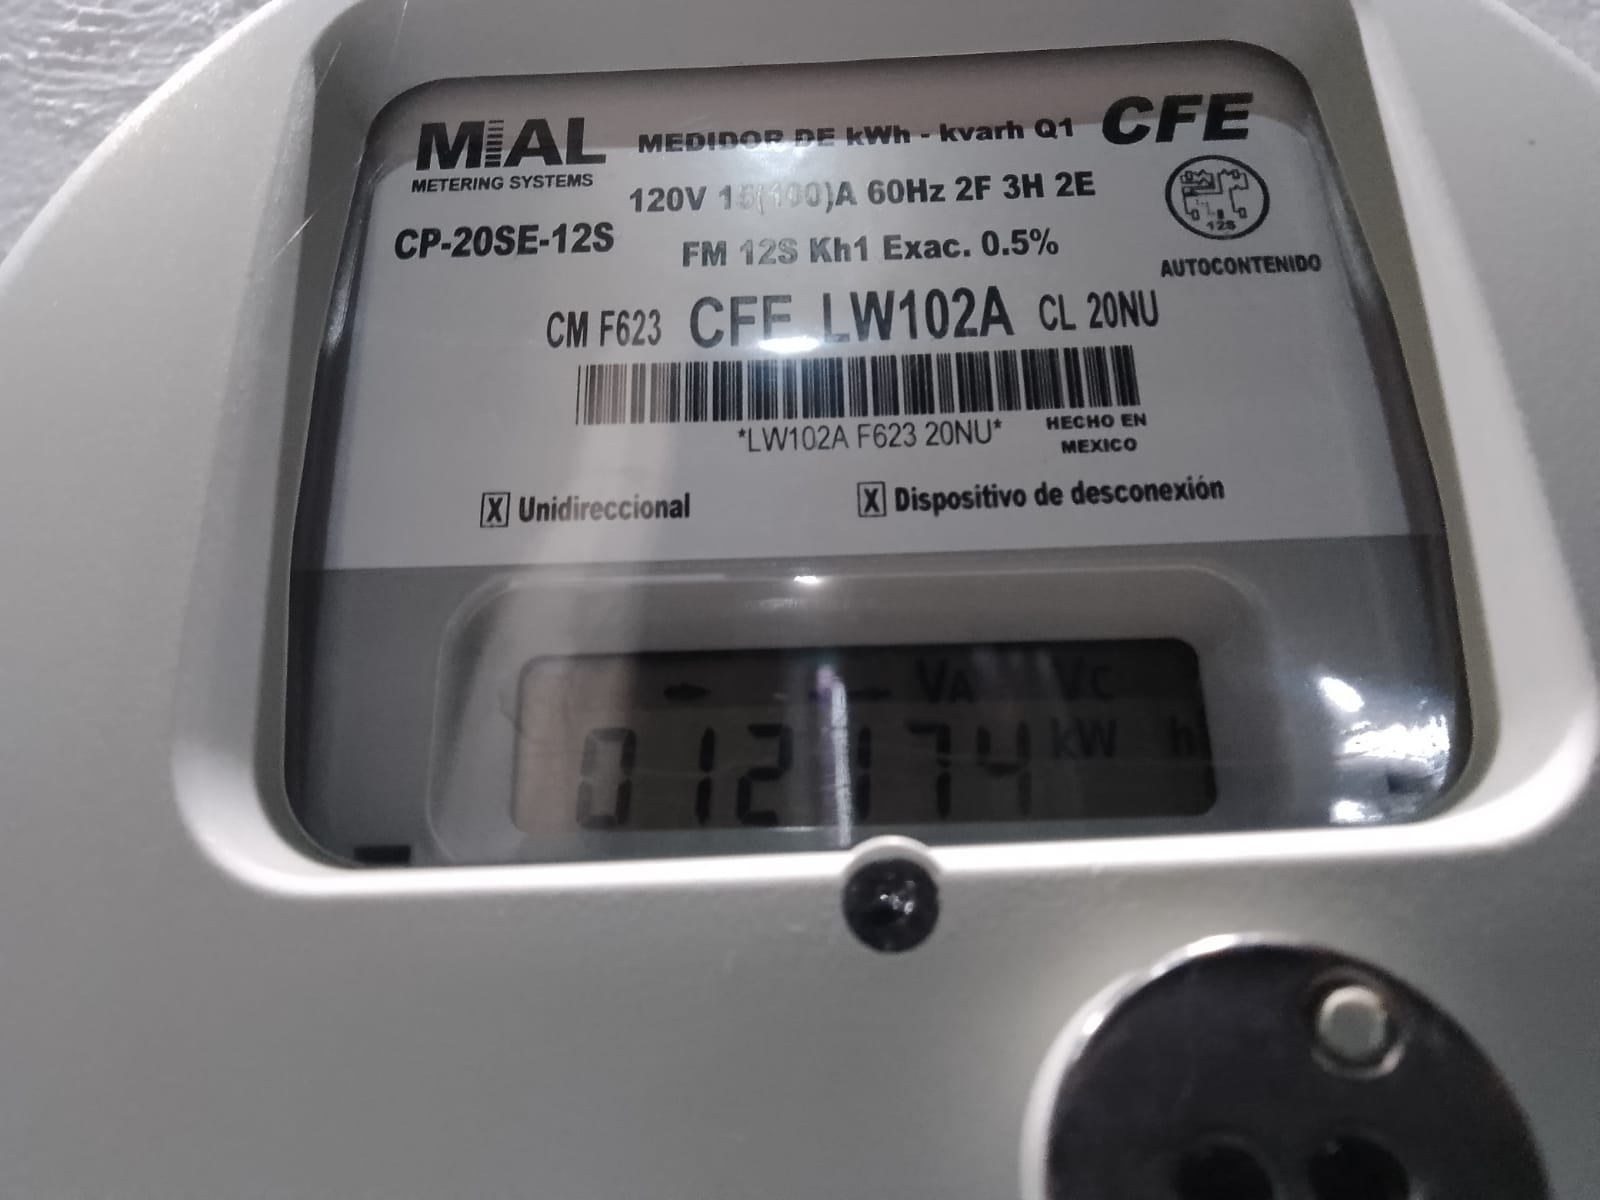 MIAL
METERING SYSTEMS
MEDIDOR DE kWh - kvarh Q1
CFE
120V 15(100)A 60Hz 2F 3H 2E
CP-20SE-12S
FM 12S Kh1 Exac. 0.5%
12S
AUTOCONTENIDO
CM F623 CFE LW102A CL 20NU
*LW102A F623 20NU*
HECHO EN
MEXICO
X Unidireccional
X Dispositivo de desconexión
VA VC
012174 kW h